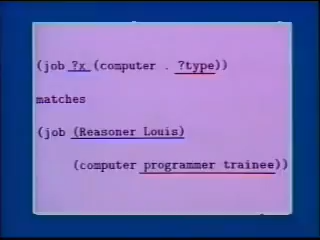 (job ?x (computer . ?type))
matches
(job (Reasoner Louis)
(computer programmer trainee))